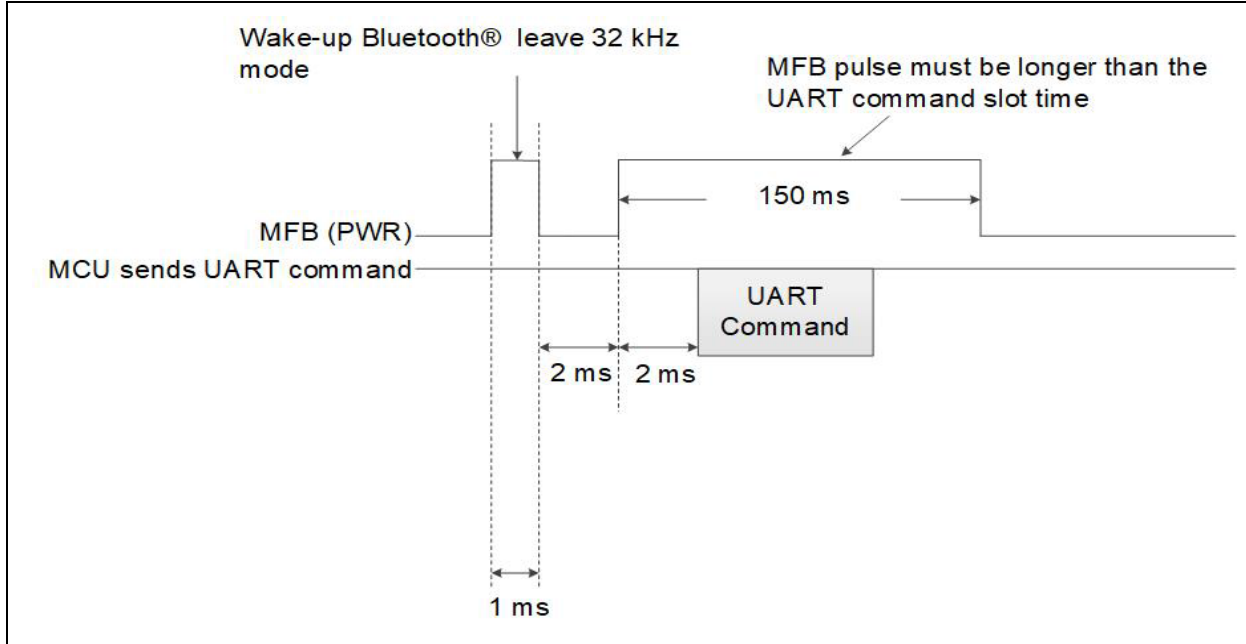 Wake-up Bluetooth® leave 32 kHz
mode
MFB pulse must be longer than the
UART command slot time
150 ms
MFB (PWR)
MCU sends UART command
UART
Command
2 ms
2 ms
1 ms